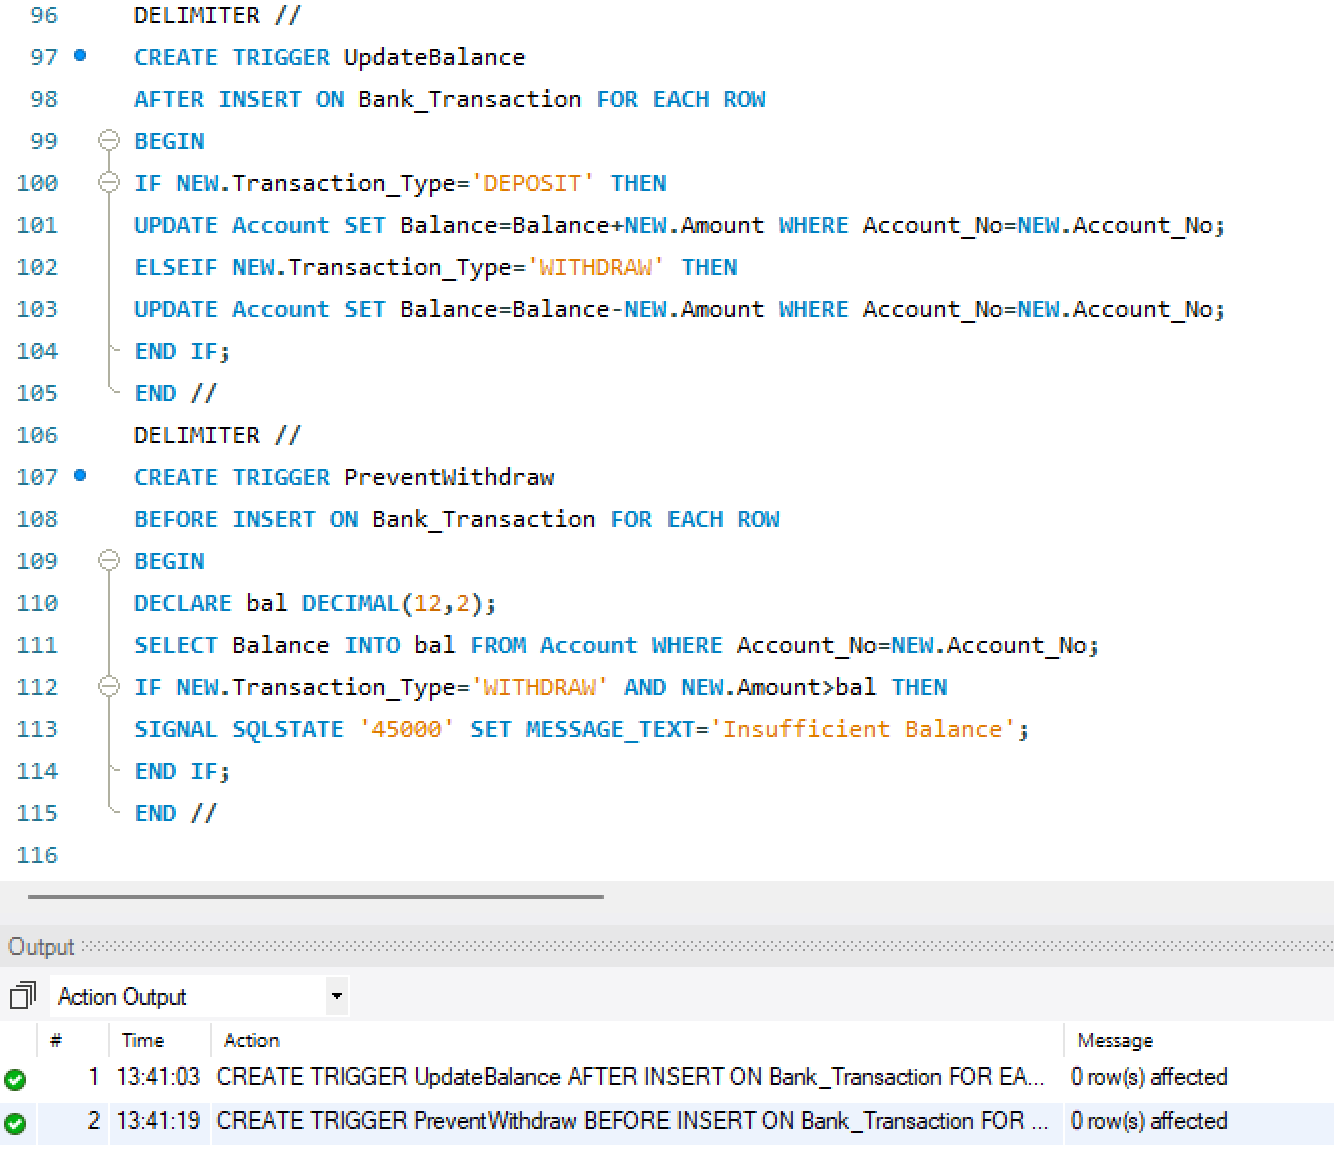 96 DELIMITER //
97 CREATE TRIGGER UpdateBalance
98 AFTER INSERT ON Bank_Transaction FOR EACH ROW
99 BEGIN
100 IF NEW.Transaction_Type='DEPOSIT' THEN
101 UPDATE Account SET Balance=Balance+NEW.Amount WHERE Account_No=NEW.Account_No;
102 ELSEIF NEW.Transaction_Type='WITHDRAW' THEN
103 UPDATE Account SET Balance=Balance-NEW.Amount WHERE Account_No=NEW.Account_No;
104 END IF;
105 END //
106 DELIMITER //
107 CREATE TRIGGER PreventWithdraw
108 BEFORE INSERT ON Bank_Transaction FOR EACH ROW
109 BEGIN
110 DECLARE bal DECIMAL(12,2);
111 SELECT Balance INTO bal FROM Account WHERE Account_No=NEW.Account_No;
112 IF NEW.Transaction_Type='WITHDRAW' AND NEW.Amount>bal THEN
113 SIGNAL SQLSTATE '45000' SET MESSAGE_TEXT='Insufficient Balance';
114 END IF;
115 END //
116
Output
Action Output
# Time Action Message
1 13:41:03 CREATE TRIGGER UpdateBalance AFTER INSERT ON Bank_Transaction FOR EA... 0 row(s) affected
2 13:41:19 CREATE TRIGGER PreventWithdraw BEFORE INSERT ON Bank_Transaction FOR ... 0 row(s) affected